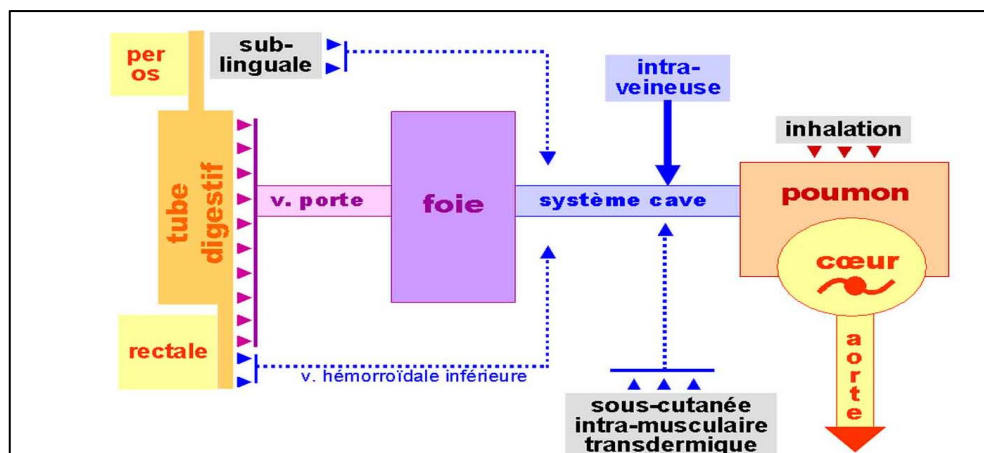 per
os
sub-
linguale
intra-
veineuse
inhalation
tube
digestif
v. porte
foie
système cave
poumon
cœur
rectale
v. hémorroïdale inférieure
sous-cutanée
intra-musculaire
transdermique
aorte